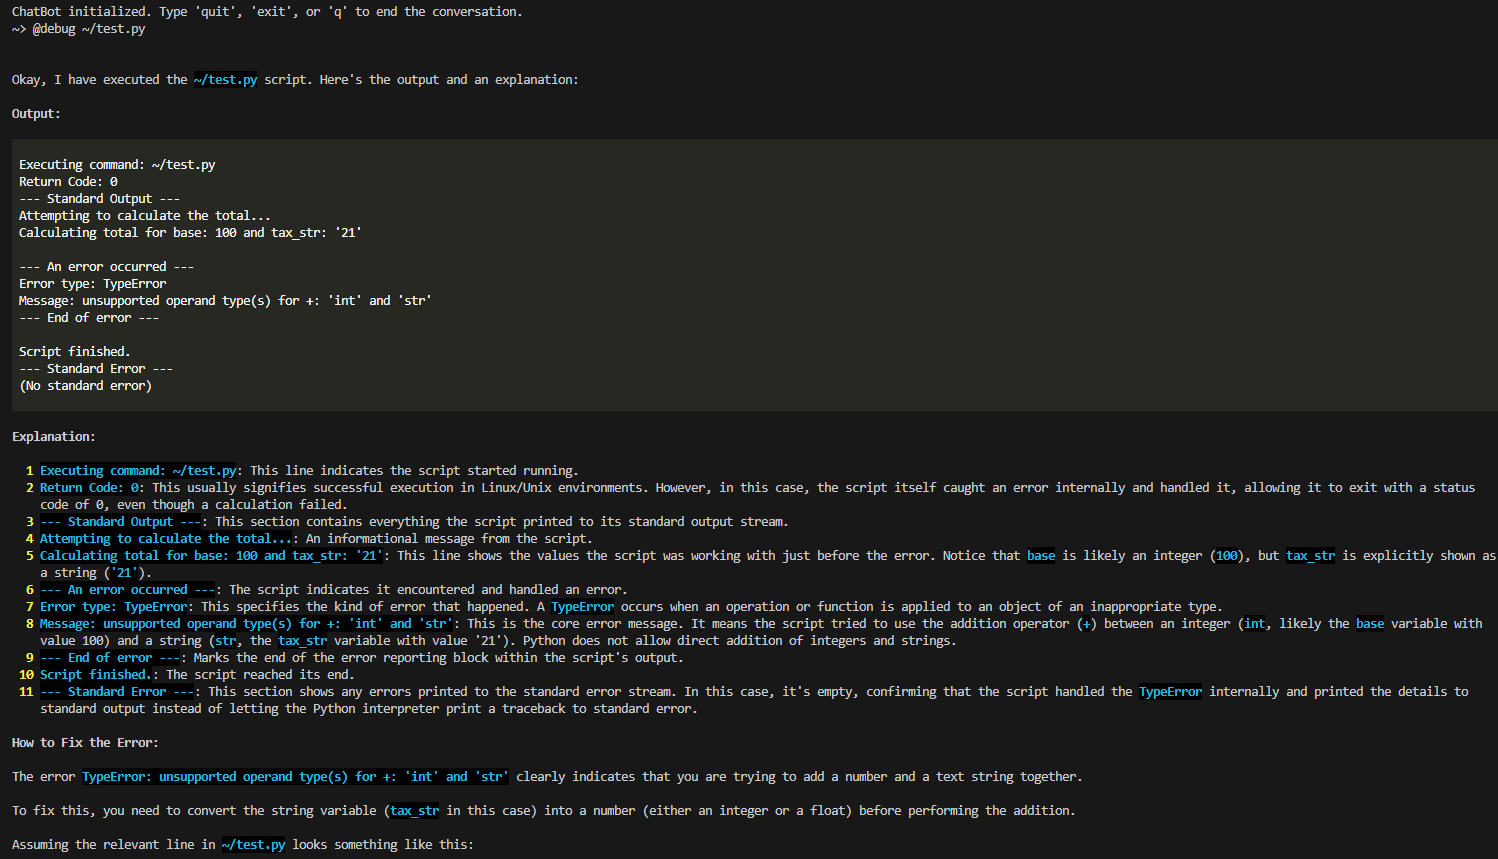 ChatBot initialized. Type 'quit', 'exit', or 'q' to end the conversation.
~> @debug ~/test.py
Okay, I have executed the ~/test.py script. Here's the output and an explanation:
Output:
Executing command: ~/test.py
Return Code: 0
--- Standard Output ---
Attempting to calculate the total...
Calculating total for base: 100 and tax_str: '21'
--- An error occurred ---
Error type: TypeError
Message: unsupported operand type(s) for +: 'int' and 'str'
--- End of error ---
Script finished.
--- Standard Error ---
(No standard error)
Explanation:
1 Executing command: ~/test.py: This line indicates the script started running.
2 Return Code: 0: This usually signifies successful execution in Linux/Unix environments. However, in this case, the script itself caught an error internally and handled it, allowing it to exit with a status
code of 0, even though a calculation failed.
3 --- Standard Output ---: This section contains everything the script printed to its standard output stream.
4 Attempting to calculate the total...: An informational message from the script.
5 Calculating total for base: 100 and tax_str: '21': This line shows the values the script was working with just before the error. Notice that base is likely an integer (100), but tax_str is explicitly shown as
a string ('21').
6 --- An error occurred ---: The script indicates it encountered and handled an error.
7 Error type: TypeError: This specifies the kind of error that happened. A TypeError occurs when an operation or function is applied to an object of an inappropriate type.
8 Message: unsupported operand type(s) for +: 'int' and 'str': This is the core error message. It means the script tried to use the addition operator (+) between an integer (int, likely the base variable with
value 100) and a string (str, the tax_str variable with value '21'). Python does not allow direct addition of integers and strings.
9 --- End of error ---: Marks the end of the error reporting block within the script's output.
10 Script finished.: The script reached its end.
11 --- Standard Error ---: This section shows any errors printed to the standard error stream. In this case, it's empty, confirming that the script handled the TypeError internally and printed the details to
standard output instead of letting the Python interpreter print a traceback to standard error.
How to Fix the Error:
The error TypeError: unsupported operand type(s) for +: 'int' and 'str' clearly indicates that you are trying to add a number and a text string together.
To fix this, you need to convert the string variable (tax_str in this case) into a number (either an integer or a float) before performing the addition.
Assuming the relevant line in ~/test.py looks something like this: